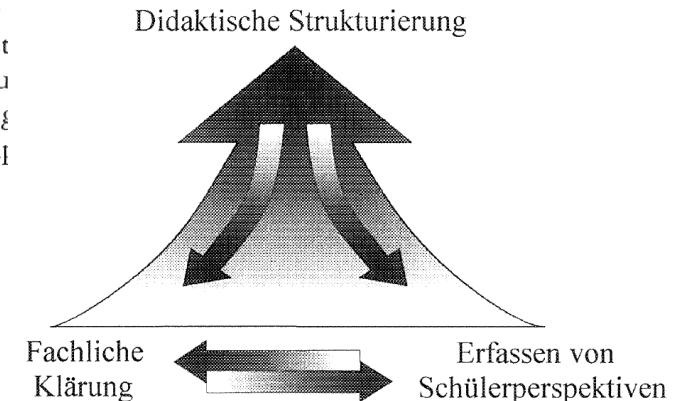 Didaktische Strukturierung
Fachliche
Klärung
Erfassen von
Schülerperspektiven